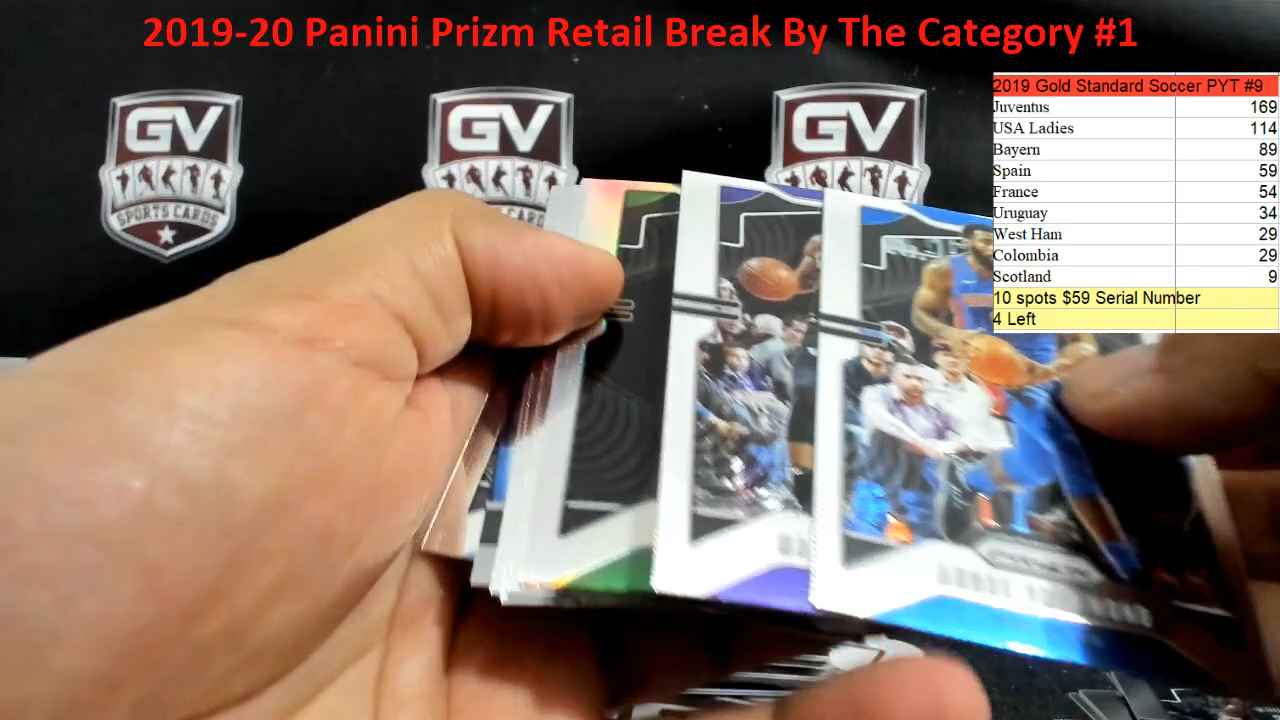 2019-20 Panini Prizm Retail Break By The Category #1
2019 Gold Standard Soccer PYT #9
Juventus 169
USA Ladies 114
Bayern 89
Spain 59
France 54
Uruguay 34
West Ham 29
Colombia 29
Scotland 9
10 spots $59 Serial Number
4 Left
GV
SPORTS CARDS
GV
SPORTS CARDS
GV